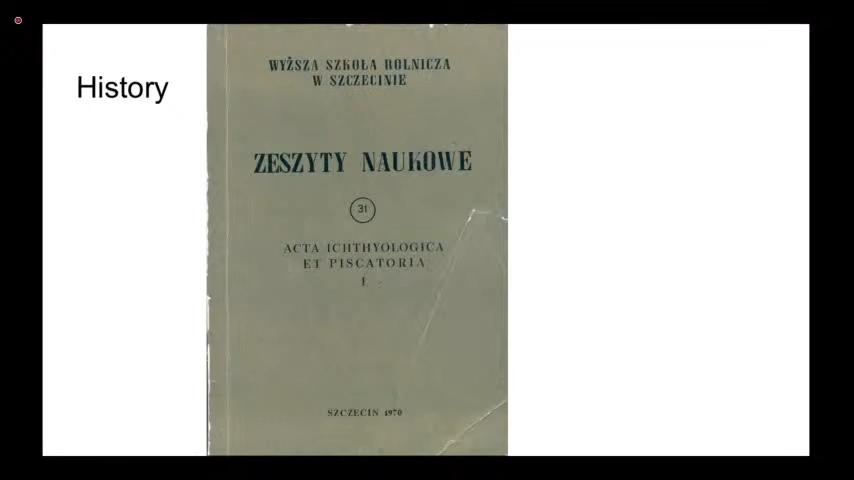 History
WYŻSZA SZKOŁA ROLNICZA
W SZCZECINIE
ZESZYTY NAUKOWE
31
ACTA ICHTHYOLOGICA
ET PISCATORIA
I
SZCZECIN 1970